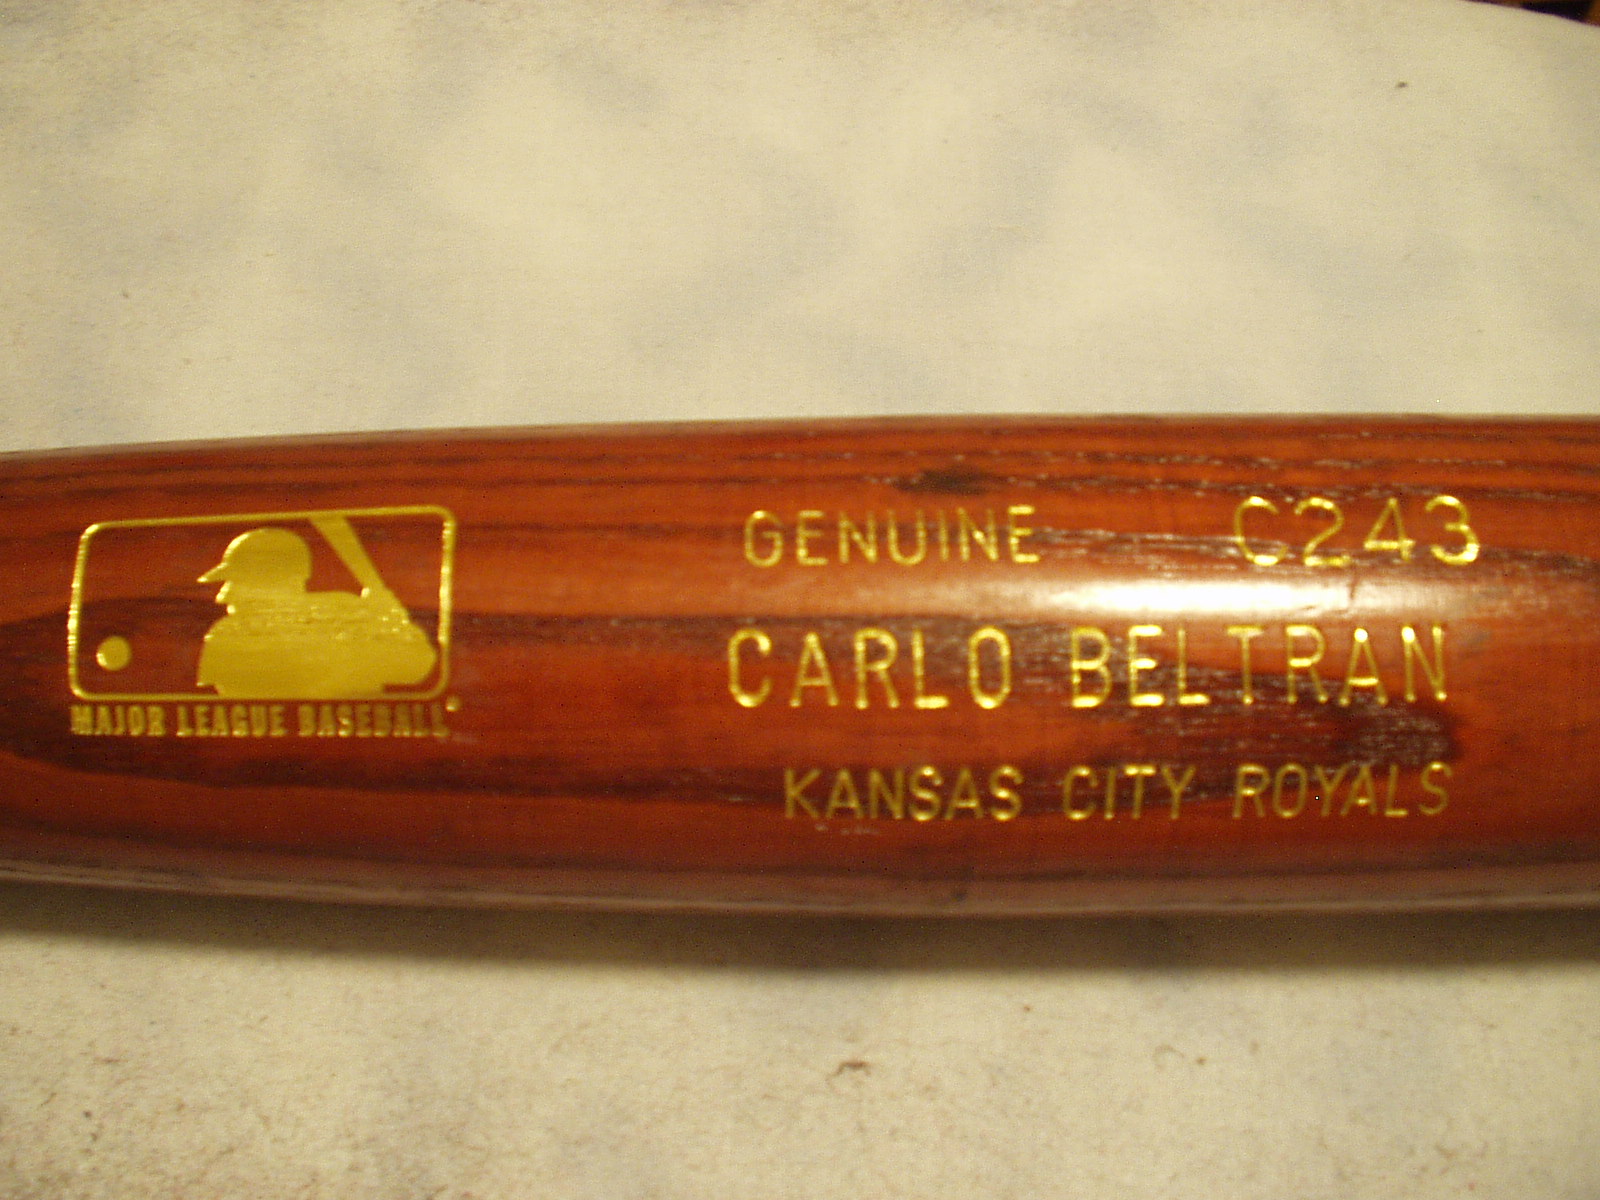 GENUINE C243
CARLO BELTRAN
KANSAS CITY ROYALS
MAJOR LEAGUE BASEBALL